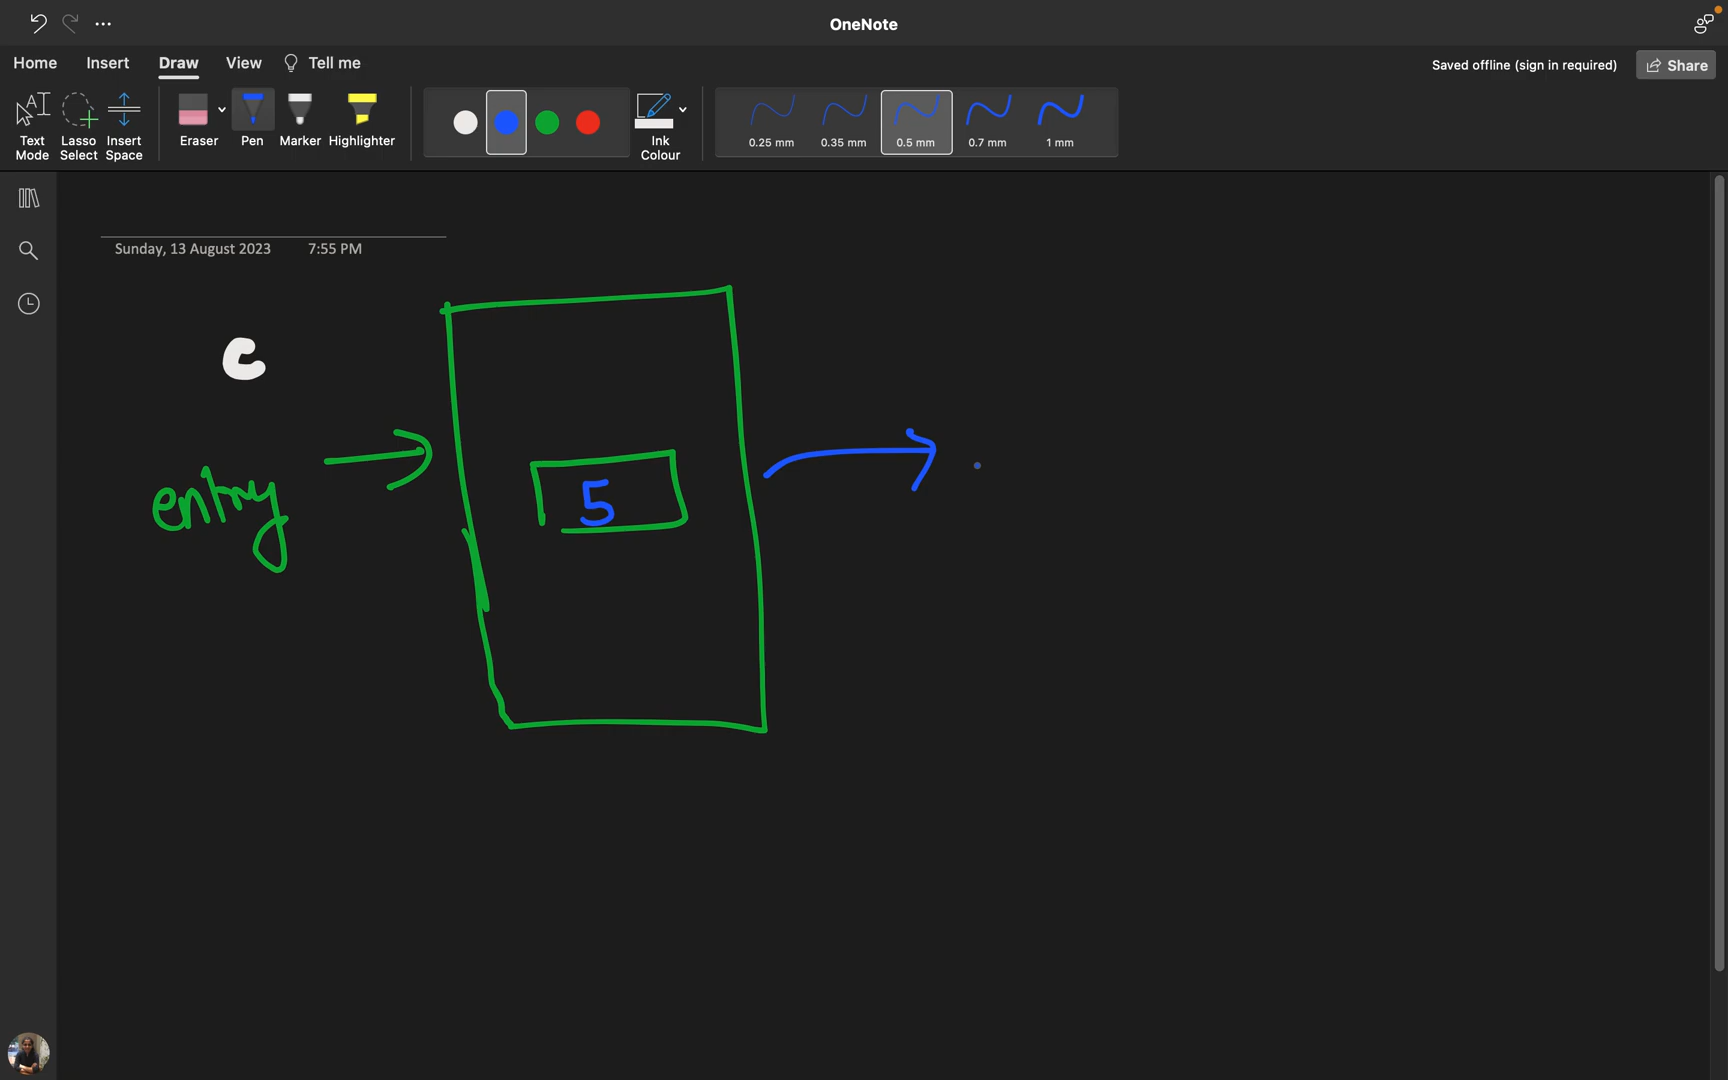 OneNote
Home Insert Draw View Tell me
Saved offline (sign in required) Share
Text Mode
Lasso Select
Insert Space
Eraser
Pen
Marker
Highlighter
Ink Colour
0.25 mm
0.35 mm
0.5 mm
0.7 mm
1 mm
Sunday, 13 August 2023 7:55 PM
c
entry
5